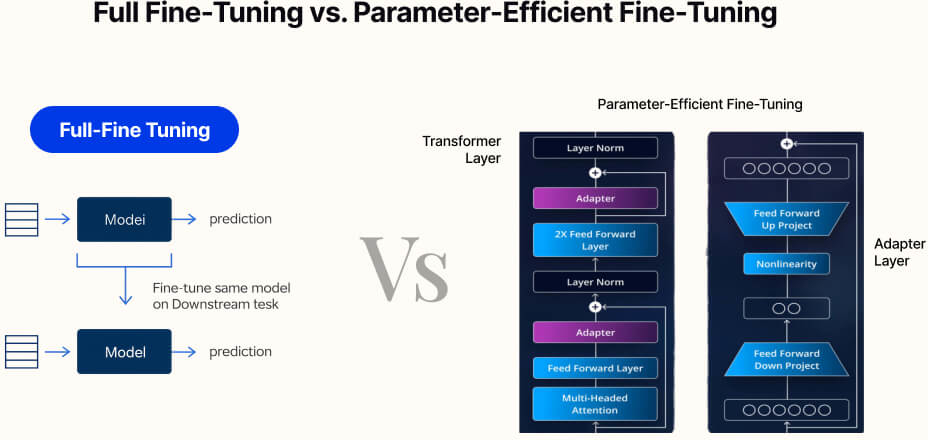 Full Fine-Tuning vs. Parameter-Efficient Fine-Tuning
Full-Fine Tuning
Modei
prediction
Fine-tune same model
on Downstream tesk
Model
prediction
Vs
Parameter-Efficient Fine-Tuning
Transformer
Layer
Layer Norm
Adapter
2X Feed Forward
Layer
Layer Norm
Adapter
Feed Forward Layer
Multi-Headed
Attention
Feed Forward
Up Project
Nonlinearity
Feed Forward
Down Project
Adapter
Layer